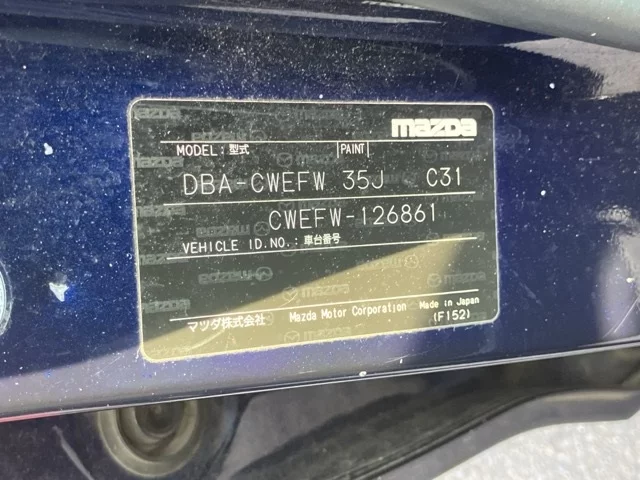 mazda
MODEL:型式 PAINT
DBA-CWEFW 35J C31
CWEFW-126861
VEHICLE ID.NO.:車台番号
マツダ株式会社 Mazda Motor Corporation Made in Japan
(F152)